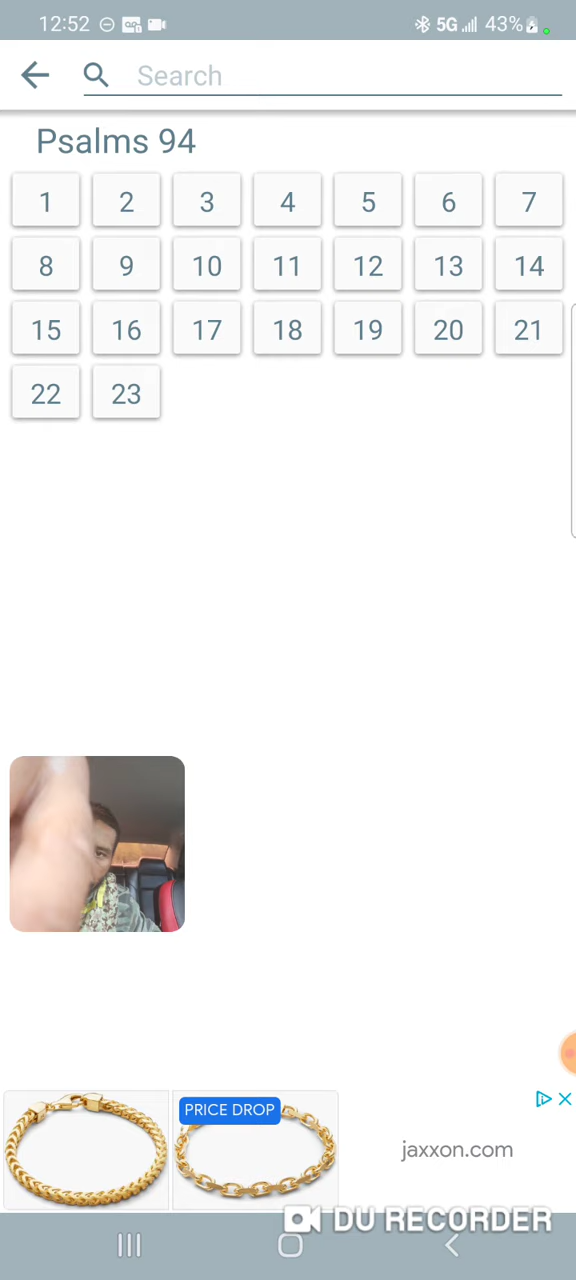 12:52 5G 43%
Search
Psalms 94
1 2 3 4 5 6 7
8 9 10 11 12 13 14
15 16 17 18 19 20 21
22 23
PRICE DROP
jaxxon.com
DU RECORDER